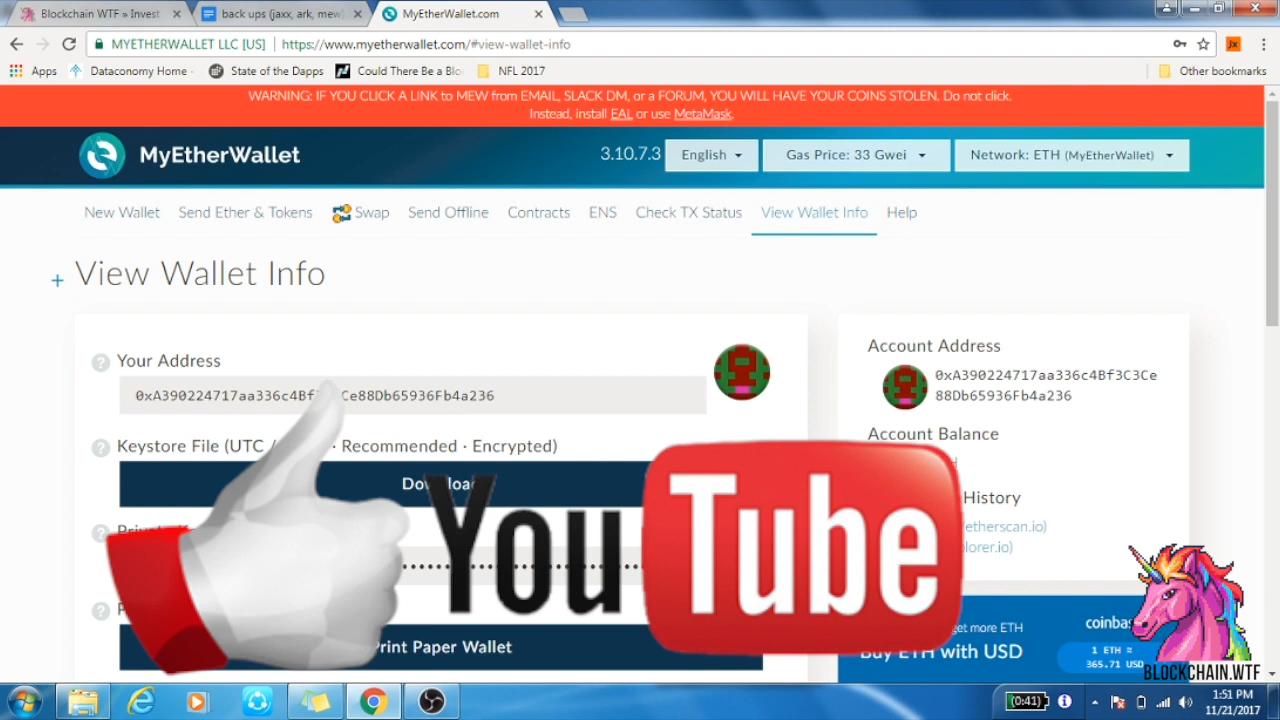 Blockchain WTF » Invest
back ups (jaxx, ark, mew)
MyEtherWallet.com
MYETHERWALLET LLC [US]
https://www.myetherwallet.com/#view-wallet-info
Apps
Dataconomy Home
State of the Dapps
Could There Be a Blo
NFL 2017
Other bookmarks
WARNING: IF YOU CLICK A LINK to MEW from EMAIL, SLACK DM, or a FORUM, YOU WILL HAVE YOUR COINS STOLEN. Do not click.
Instead, install EAL or use MetaMask.
MyEtherWallet
3.10.7.3
English
Gas Price: 33 Gwei
Network: ETH (MyEtherWallet)
New Wallet
Send Ether & Tokens
Swap
Send Offline
Contracts
ENS
Check TX Status
View Wallet Info
Help
+ View Wallet Info
Your Address
0xA390224717aa336c4Bf3 Ce88Db65936Fb4a236
Keystore File (UTC / · Recommended · Encrypted)
Download
Print Paper Wallet
YouTube
Account Address
0xA390224717aa336c4Bf3C3Ce
88Db65936Fb4a236
Account Balance
History
etherscan.io)
get more ETH
Buy ETH with USD
coinbas
1 ETH ≈
365.71 USD
BLOCKCHAIN.WTF
(0:41)
1:51 PM
11/21/2017